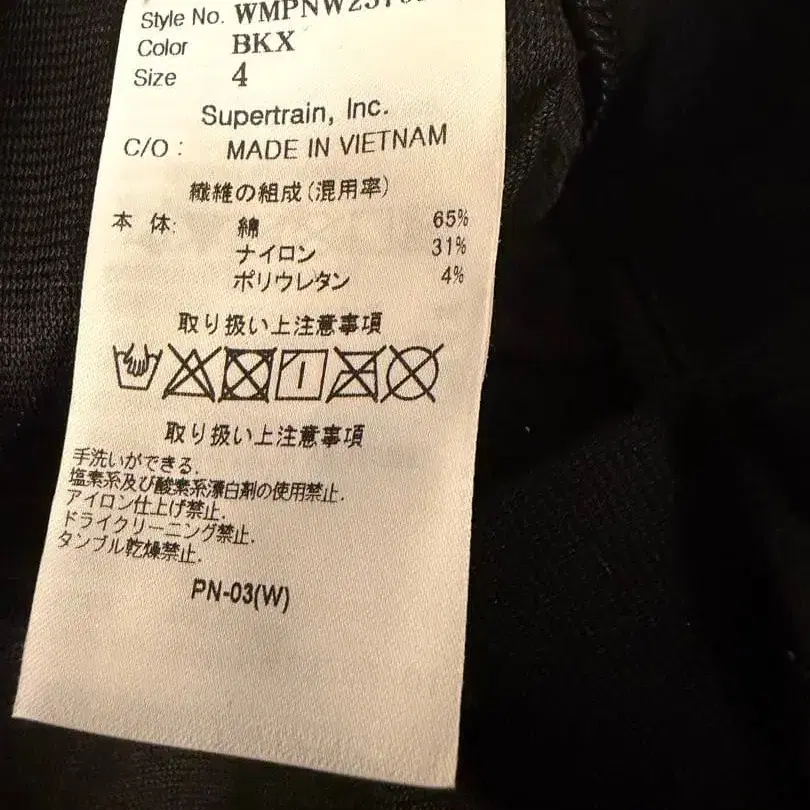 Style No.
Color BKX
Size 4
Supertrain, Inc.
C/O : MADE IN VIETNAM
繊維の組成(混用率)
本 体: 綿 65%
ナイロン 31%
ポリウレタン 4%
取り扱い上注意事項
取り扱い上注意事項
手洗いができる.
塩素系及び酸素系漂白剤の使用禁止.
アイロン仕上げ禁止.
ドライクリーニング禁止.
タンブル乾燥禁止.
PN-03(W)